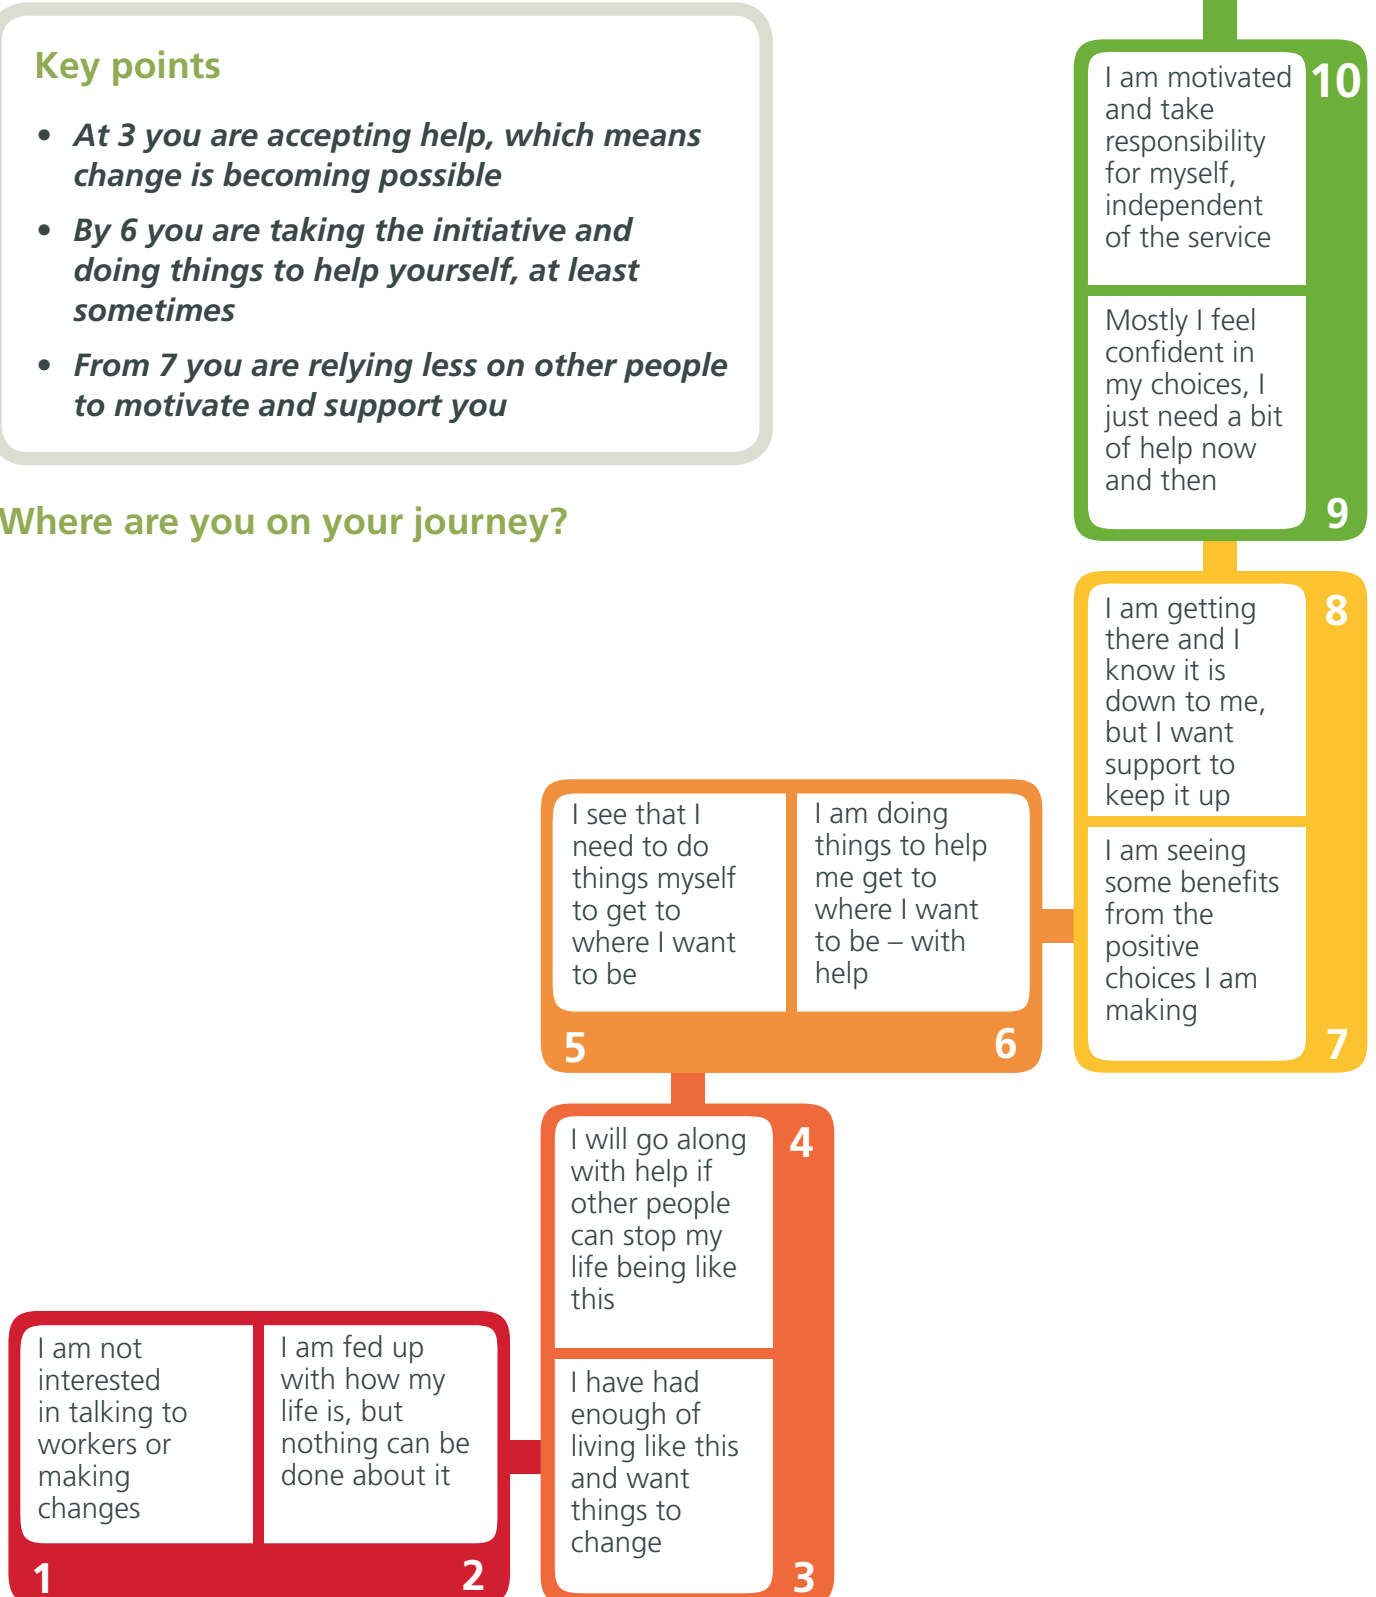 Key points
• At 3 you are accepting help, which means
change is becoming possible
• By 6 you are taking the initiative and
doing things to help yourself, at least
sometimes
• From 7 you are relying less on other people
to motivate and support you
Where are you on your journey?
I am motivated
and take
responsibility
for myself,
independent
of the service
10
Mostly I feel
confident in
my choices, I
just need a bit
of help now
and then
9
I am getting
there and I
know it is
down to me,
but I want
support to
keep it up
8
I am seeing
some benefits
from the
positive
choices I am
making
7
I see that I
need to do
things myself
to get to
where I want
to be
5
I am doing
things to help
me get to
where I want
to be – with
help
6
I will go along
with help if
other people
can stop my
life being like
this
4
I have had
enough of
living like this
and want
things to
change
3
I am not
interested
in talking to
workers or
making
changes
1
I am fed up
with how my
life is, but
nothing can be
done about it
2